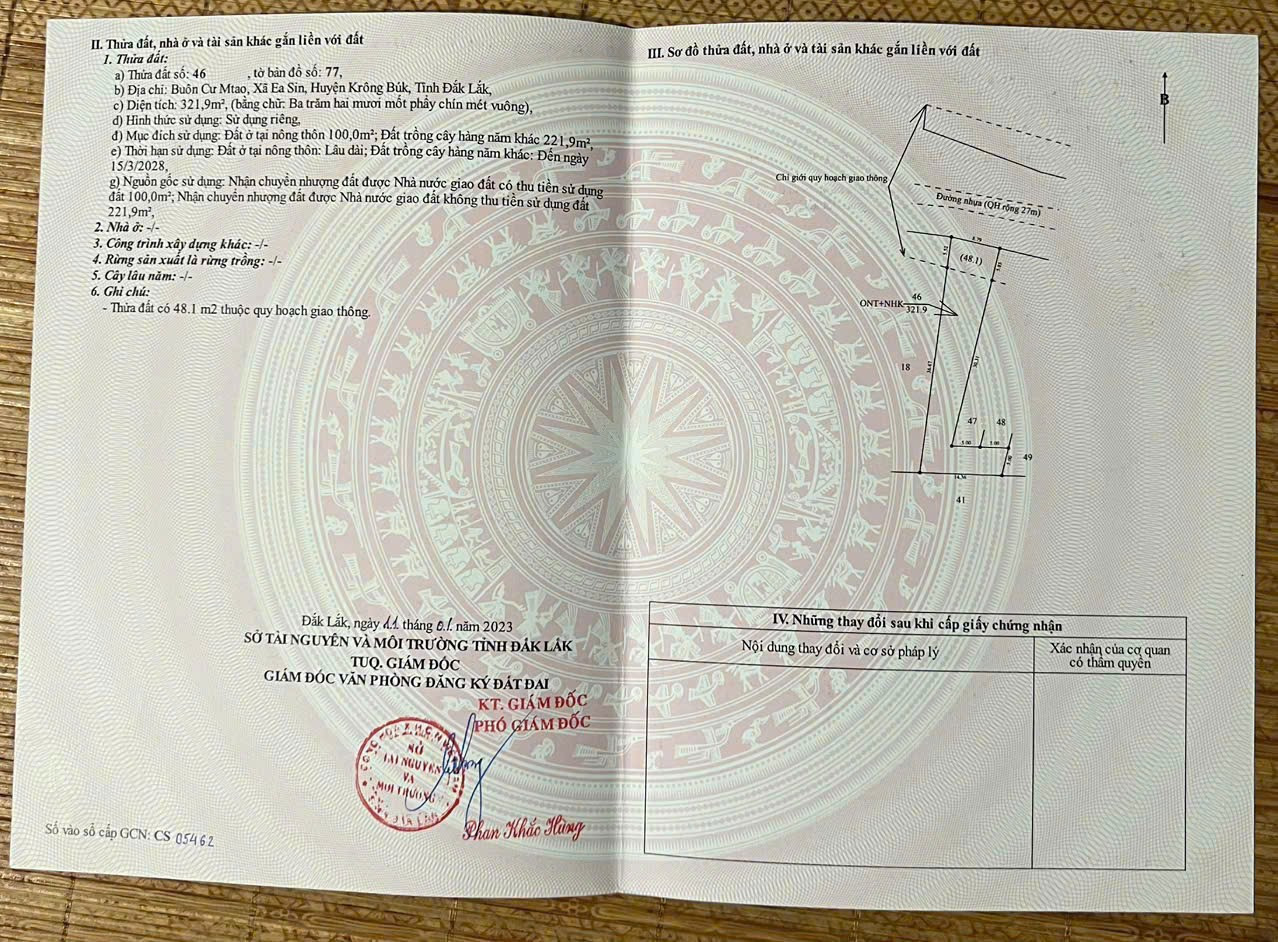 II. Thửa đất, nhà ở và tài sản khác gắn liền với đất
1. Thửa đất:
a) Thửa đất số: 46 , tờ bản đồ số: 77,
b) Địa chỉ: Buôn Cư Mtao, Xã Ea Sin, Huyện Krông Búk, Tỉnh Đắk Lắk,
c) Diện tích: 321,9m², (bằng chữ: Ba trăm hai mươi mốt phẩy chín mét vuông),
d) Hình thức sử dụng: Sử dụng riêng,
đ) Mục đích sử dụng: Đất ở tại nông thôn 100,0m²; Đất trồng cây hàng năm khác 221,9m²,
e) Thời hạn sử dụng: Đất ở tại nông thôn: Lâu dài; Đất trồng cây hàng năm khác: Đến ngày
15/3/2028,
g) Nguồn gốc sử dụng: Nhận chuyển nhượng đất được Nhà nước giao đất có thu tiền sử dụng
đất 100,0m²; Nhận chuyển nhượng đất được Nhà nước giao đất không thu tiền sử dụng đất
221,9m²,
2. Nhà ở: -/-
3. Công trình xây dựng khác: -/-
4. Rừng sản xuất là rừng trồng: -/-
5. Cây lâu năm: -/-
6. Ghi chú:
- Thửa đất có 48.1 m2 thuộc quy hoạch giao thông.
Đắk Lắk, ngày 11 tháng 01 năm 2023
SỞ TÀI NGUYÊN VÀ MÔI TRƯỜNG TỈNH ĐẮK LẮK
TUQ. GIÁM ĐỐC
GIÁM ĐỐC VĂN PHÒNG ĐĂNG KÝ ĐẤT ĐAI
KT. GIÁM ĐỐC
PHÓ GIÁM ĐỐC
SỞ
TÀI NGUYÊN
VÀ
MÔI TRƯỜNG
Phan Khắc Hùng
Số vào sổ cấp GCN: CS 05462
III. Sơ đồ thửa đất, nhà ở và tài sản khác gắn liền với đất
B
Chỉ giới quy hoạch giao thông
Đường nhựa (QH rộng 27m)
(48.1)
46
ONT+NHK
321.9
18
47 48
5.00 5.00
49
41
IV. Những thay đổi sau khi cấp giấy chứng nhận
Nội dung thay đổi và cơ sở pháp lý
Xác nhận của cơ quan
có thẩm quyền